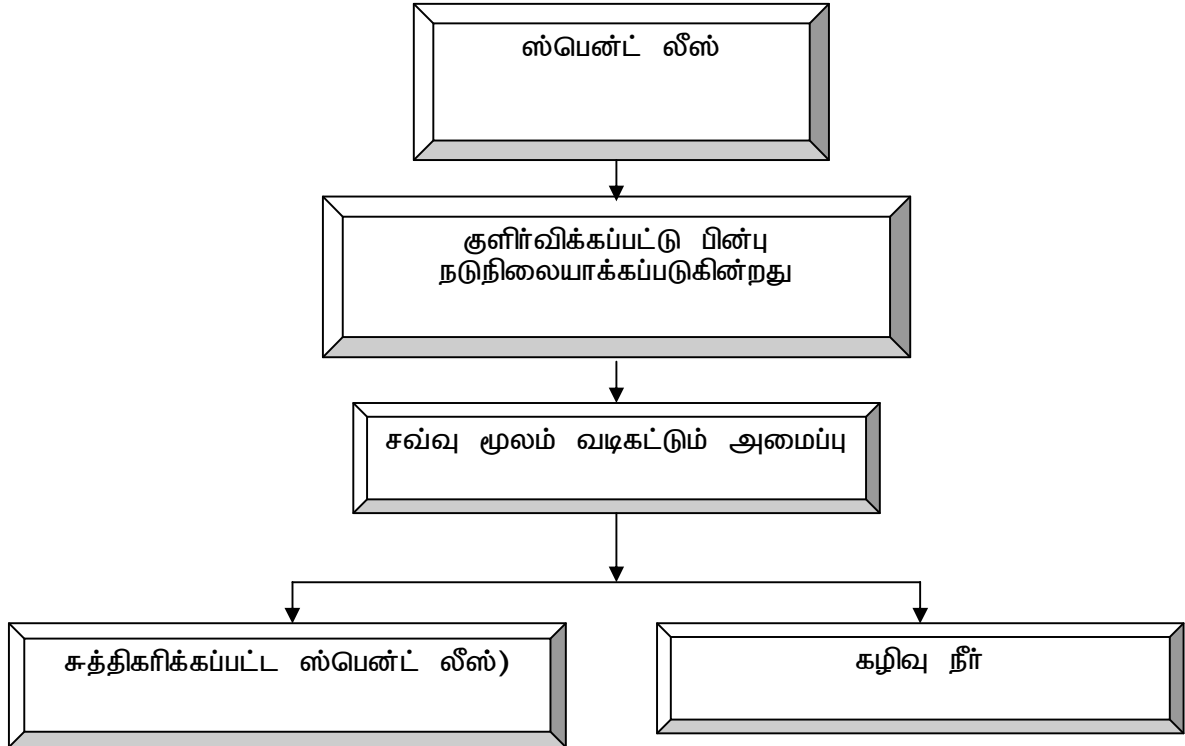 ஸ்பென்ட் லீஸ்
குளிர்விக்கப்பட்டு பின்பு
நடுநிலையாக்கப்படுகின்றது
சவ்வு மூலம் வடிகட்டும் அமைப்பு
சுத்திகரிக்கப்பட்ட ஸ்பென்ட் லீஸ்)
கழிவு நீர்